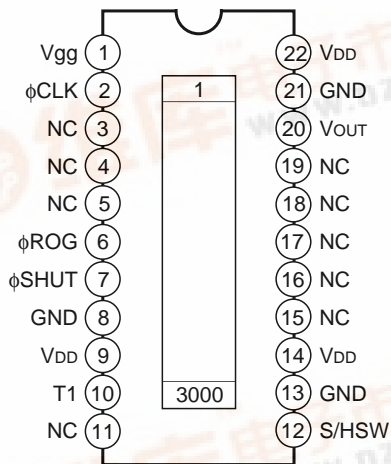 Vgg 1 22 VDD
ϕCLK 2 1 21 GND
NC 3 20 VOUT
NC 4 19 NC
NC 5 18 NC
ϕROG 6 17 NC
ϕSHUT 7 16 NC
GND 8 15 NC
VDD 9 14 VDD
T1 10 3000 13 GND
NC 11 12 S/HSW